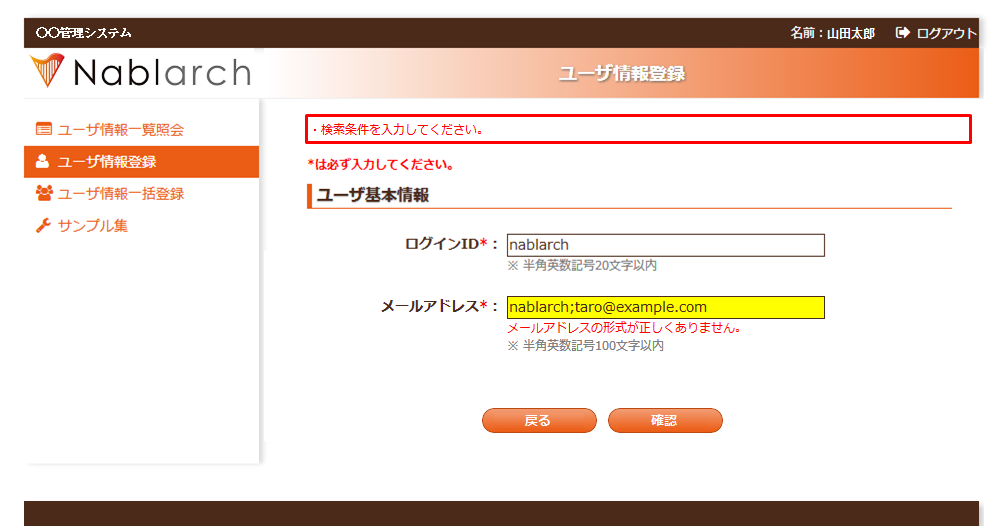 〇〇管理システム
名前：山田太郎 ログアウト
Nablarch
ユーザ情報登録
ユーザ情報一覧照会
ユーザ情報登録
ユーザ情報一括登録
サンプル集
・検索条件を入力してください。
*は必ず入力してください。
ユーザ基本情報
ログインID*： nablarch
※ 半角英数記号20文字以内
メールアドレス*： nablarch;taro@example.com
メールアドレスの形式が正しくありません。
※ 半角英数記号100文字以内
戻る 確認